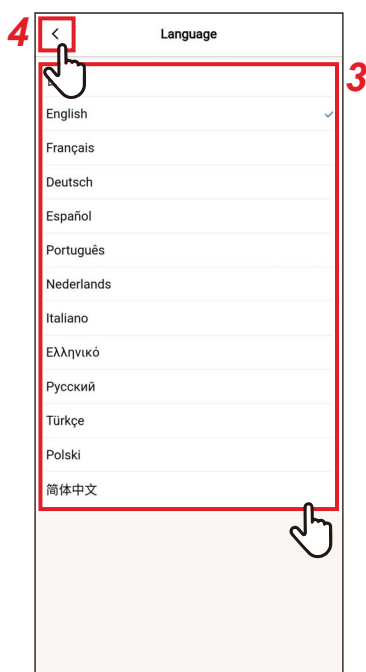 4
Language
3
English
Français
Deutsch
Español
Português
Nederlands
Italiano
Ελληνικό
Русский
Türkçe
Polski
简体中文